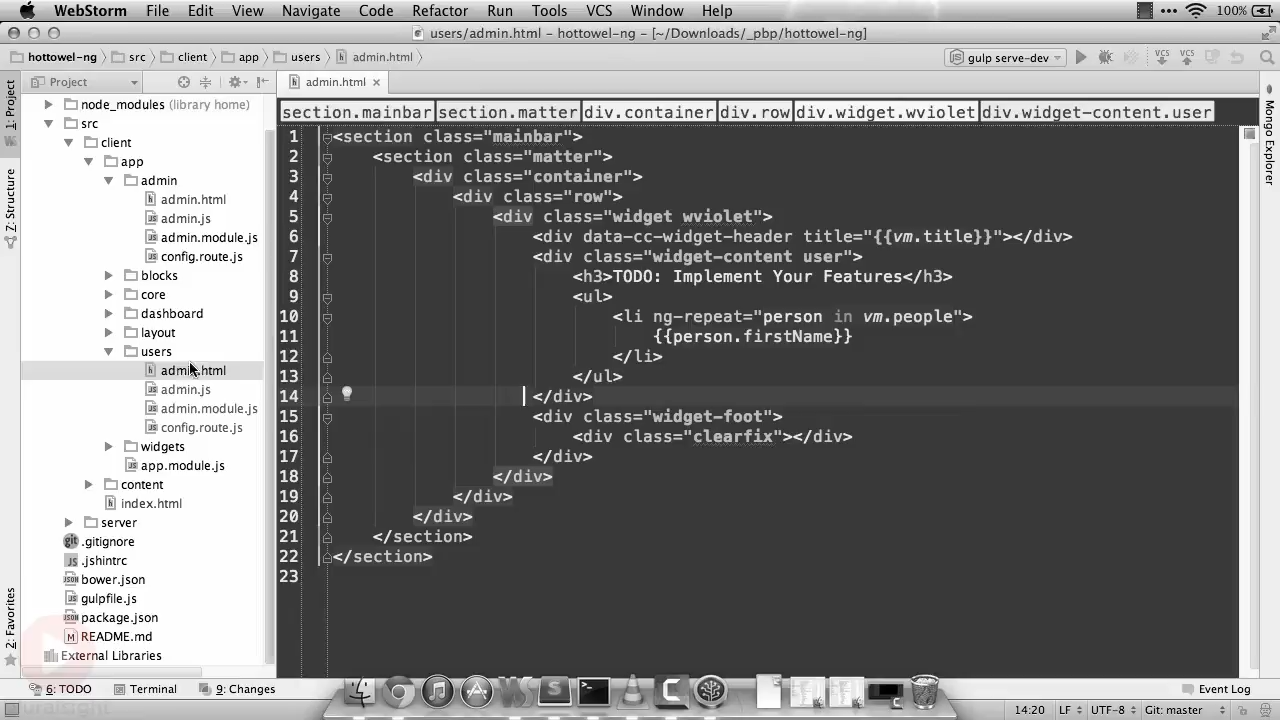 WebStorm File Edit View Navigate Code Refactor Run Tools VCS Window Help 100%
users/admin.html - hottowel-ng - [~/Downloads/_pbp/hottowel-ng]
hottowel-ng src client app users admin.html gulp serve-dev VCS VCS
Project admin.html
1: Project
Z: Structure
2: Favorites
Mongo Explorer
node_modules (library home)
src
client
app
admin
admin.html
admin.js
admin.module.js
config.route.js
blocks
core
dashboard
layout
users
admin.html
admin.js
admin.module.js
config.route.js
widgets
app.module.js
content
index.html
server
.gitignore
.jshintrc
bower.json
gulpfile.js
package.json
README.md
External Libraries
section.mainbar section.matter div.container div.row div.widget.wviolet div.widget-content.user
1 <section class="mainbar">
2 <section class="matter">
3 <div class="container">
4 <div class="row">
5 <div class="widget wviolet">
6 <div data-cc-widget-header title="{{vm.title}}"></div>
7 <div class="widget-content user">
8 <h3>TODO: Implement Your Features</h3>
9 <ul>
10 <li ng-repeat="person in vm.people">
11 {{person.firstName}}
12 </li>
13 </ul>
14 </div>
15 <div class="widget-foot">
16 <div class="clearfix"></div>
17 </div>
18 </div>
19 </div>
20 </div>
21 </section>
22 </section>
23
6: TODO Terminal 9: Changes Event Log
14:20 LF UTF-8 Git: master